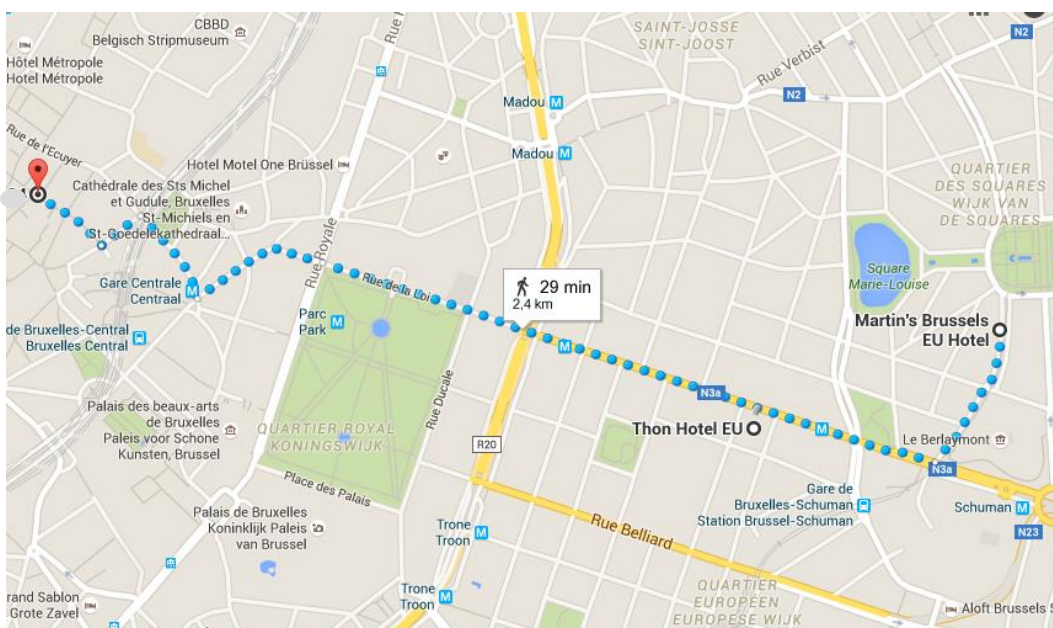 CBBD
Belgisch Stripmuseum
Hôtel Métropole
Hotel Métropole
Rue de l'Ecuyer
Hotel Motel One Brüssel
Cathédrale des Sts Michel
et Gudule, Bruxelles
St-Michiels en
St-Goedelekathedraal...
Gare Centrale
Centraal
M
de Bruxelles-Central
Bruxelles Central
Rue Royale
Parc
Park
M
Rue de la Loi
Rue Ducale
Palais des beaux-arts
de Bruxelles
Paleis voor Schone
Kunsten, Brussel
QUARTIER ROYAL
KONINGSWIJK
Place des Palais
Palais de Bruxelles
Koninklijk Paleis
van Brussel
rand Sablon
Grote Zavel
SAINT-JOSSE
SINT-JOOST
Rue Verbist
N2
N2
Madou
M
Madou
M
29 min
2,4 km
M
N3a
Thon Hotel EU
M
R20
Trone
Troon
M
Trone
Troon
M
Rue Belliard
QUARTIER
DES SQUARES
WIJK VAN
DE SQUARES
Square
Marie-Louise
Martin's Brussels
EU Hotel
Le Berlaymont
N3a
Gare de
Bruxelles-Schuman
Station Brussel-Schuman
Schuman
M
N23
QUARTIER
EUROPÉEN
EUROPESE WIJK
Aloft Brussels S